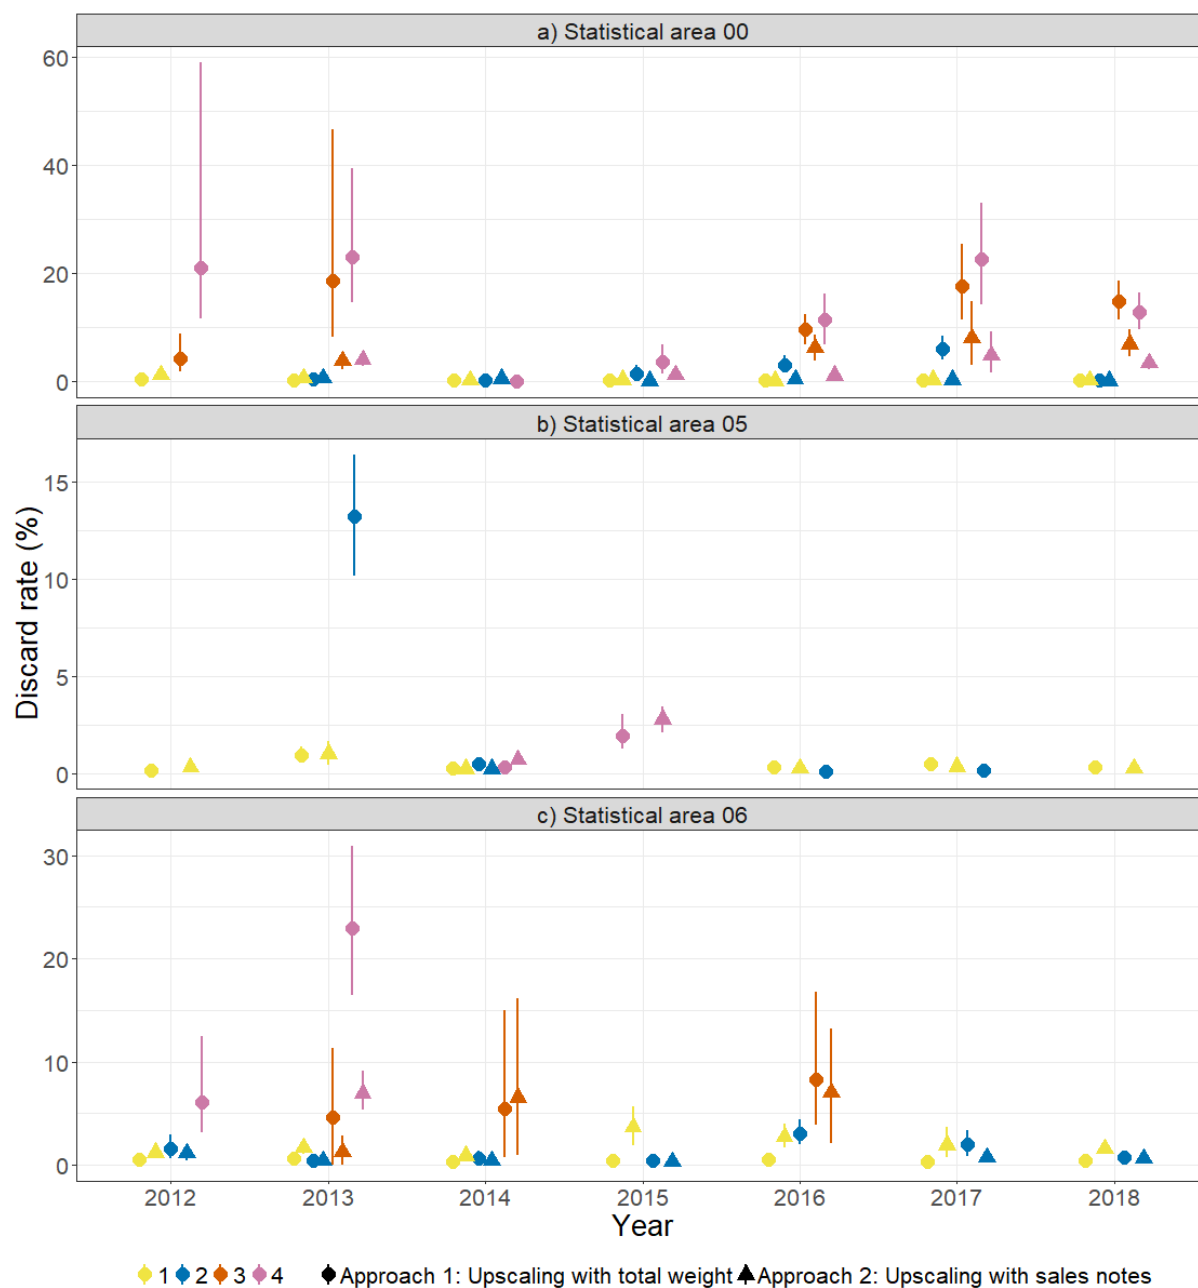 a) Statistical area 00
60
40
20
0
b) Statistical area 05
15
10
5
0
c) Statistical area 06
30
20
10
0
Discard rate (%)
2012 2013 2014 2015 2016 2017 2018
Year
1 2 3 4 Approach 1: Upscaling with total weight Approach 2: Upscaling with sales notes